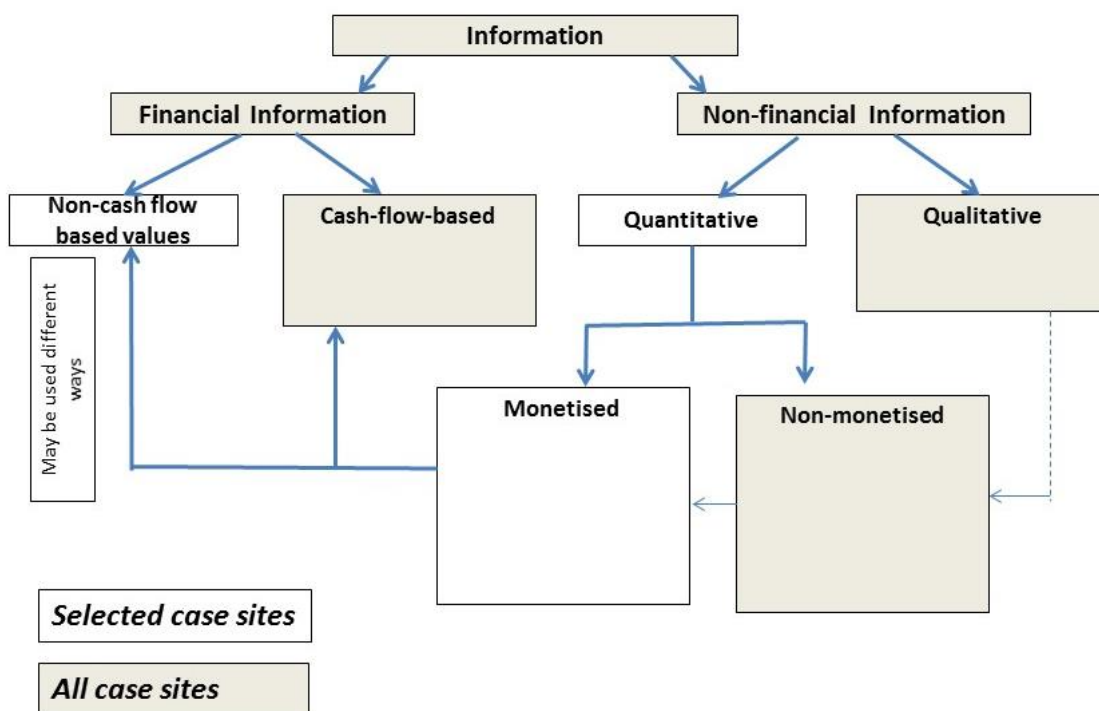 Information
Financial Information
Non-financial Information
Non-cash flow
based values
Cash-flow-based
Quantitative
Qualitative
May be used different
ways
Monetised
Non-monetised
Selected case sites
All case sites